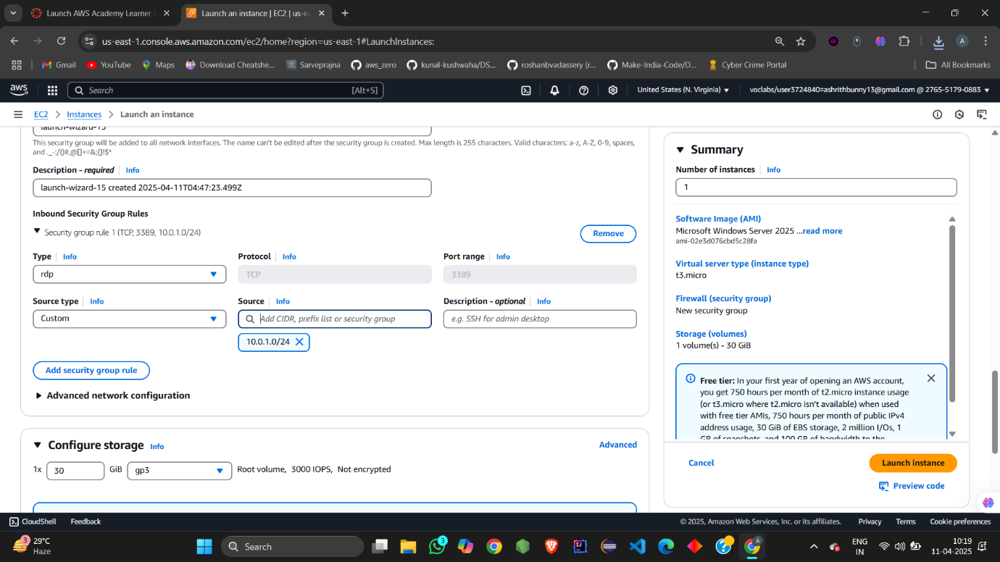 Launch AWS Academy Learner
Launch an instance | EC2 | us-ea
us-east-1.console.aws.amazon.com/ec2/home?region=us-east-1#LaunchInstances:
A
Gmail
YouTube
Maps
Download Cheatshe...
Sarveprajna
aws_zero
kunal-kushwaha/DS...
roshanbvadassery (r...
Make-India-Code/D...
Cyber Crime Portal
All Bookmarks
aws
Search
[Alt+S]
United States (N. Virginia)
voclabs/user3724840=ashrithbunny13@gmail.com @ 2765-5179-0883
EC2 > Instances > Launch an instance
launch-wizard-15
This security group will be added to all network interfaces. The name can't be edited after the security group is created. Max length is 255 characters. Valid characters: a-z, A-Z, 0-9, spaces,
and ._-:/()#,@[]+=&;{}!$*
Description – required Info
launch-wizard-15 created 2025-04-11T04:47:23.499Z
Inbound Security Group Rules
Security group rule 1 (TCP, 3389, 10.0.1.0/24)
Remove
Type Info
Protocol Info
Port range Info
rdp
TCP
3389
Source type Info
Source Info
Description - optional Info
Custom
Add CIDR, prefix list or security group
e.g. SSH for admin desktop
10.0.1.0/24
Add security group rule
Advanced network configuration
Configure storage Info
Advanced
1x 30 GiB gp3 Root volume, 3000 IOPS, Not encrypted
Summary
Number of instances Info
1
Software Image (AMI)
Microsoft Windows Server 2025 ...read more
ami-02e3d076cbd5c28fa
Virtual server type (instance type)
t3.micro
Firewall (security group)
New security group
Storage (volumes)
1 volume(s) - 30 GiB
Free tier: In your first year of opening an AWS account,
you get 750 hours per month of t2.micro instance usage
(or t3.micro where t2.micro isn't available) when used
with free tier AMIs, 750 hours per month of public IPv4
address usage, 30 GiB of EBS storage, 2 million I/Os, 1
GB of snapshots, and 100 GB of bandwidth to the
Cancel
Launch instance
Preview code
CloudShell
Feedback
© 2025, Amazon Web Services, Inc. or its affiliates.
Privacy
Terms
Cookie preferences
3
29°C
Haze
Search
3
A
ENG
IN
10:19
11-04-2025